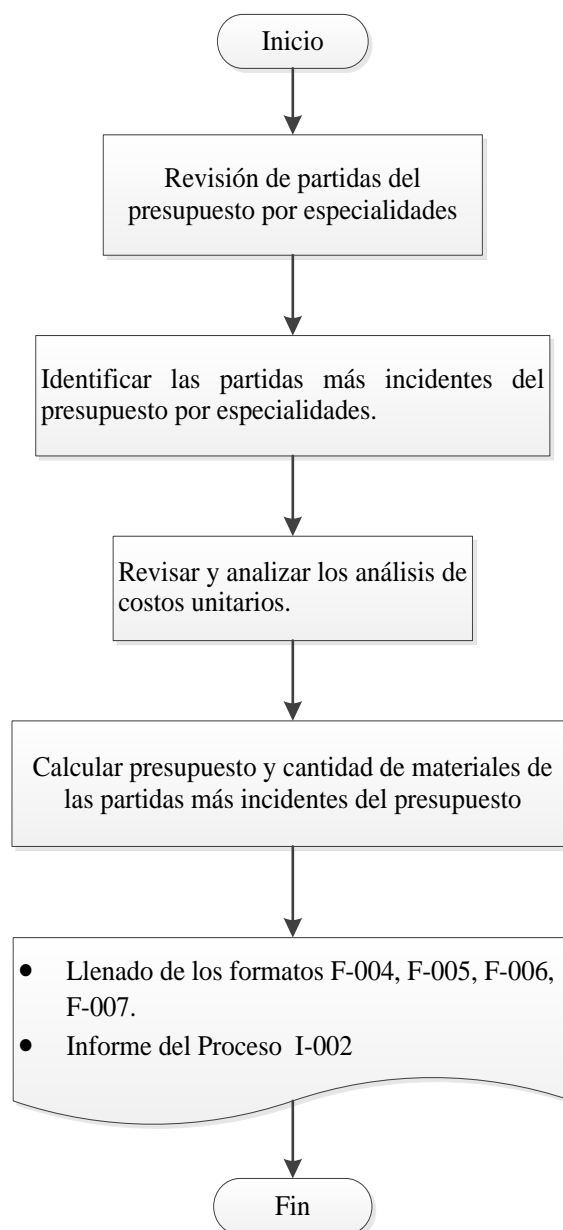 Inicio
Revisión de partidas del
presupuesto por especialidades
Identificar las partidas más incidentes del
presupuesto por especialidades.
Revisar y analizar los análisis de
costos unitarios.
Calcular presupuesto y cantidad de materiales de
las partidas más incidentes del presupuesto
• Llenado de los formatos F-004, F-005, F-006,
F-007.
• Informe del Proceso I-002
Fin